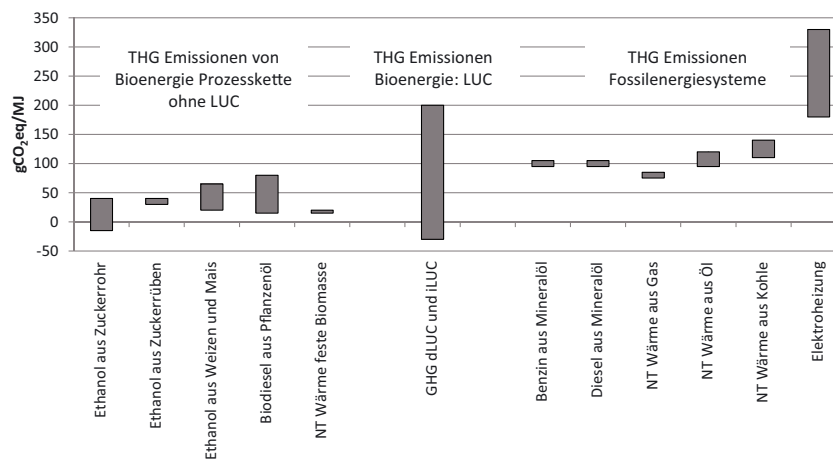 350
300
250
200
150
100
50
0
-50
gCO₂eq/MJ
THG Emissionen von
Bioenergie Prozesskette
ohne LUC
THG Emissionen
Bioenergie: LUC
THG Emissionen
Fossilenergiesysteme
Ethanol aus Zuckerrohr
Ethanol aus Zuckerrüben
Ethanol aus Weizen und Mais
Biodiesel aus Pflanzenöl
NT Wärme feste Biomasse
GHG dLUC und iLUC
Benzin aus Mineralöl
Diesel aus Mineralöl
NT Wärme aus Gas
NT Wärme aus Öl
NT Wärme aus Kohle
Elektroheizung